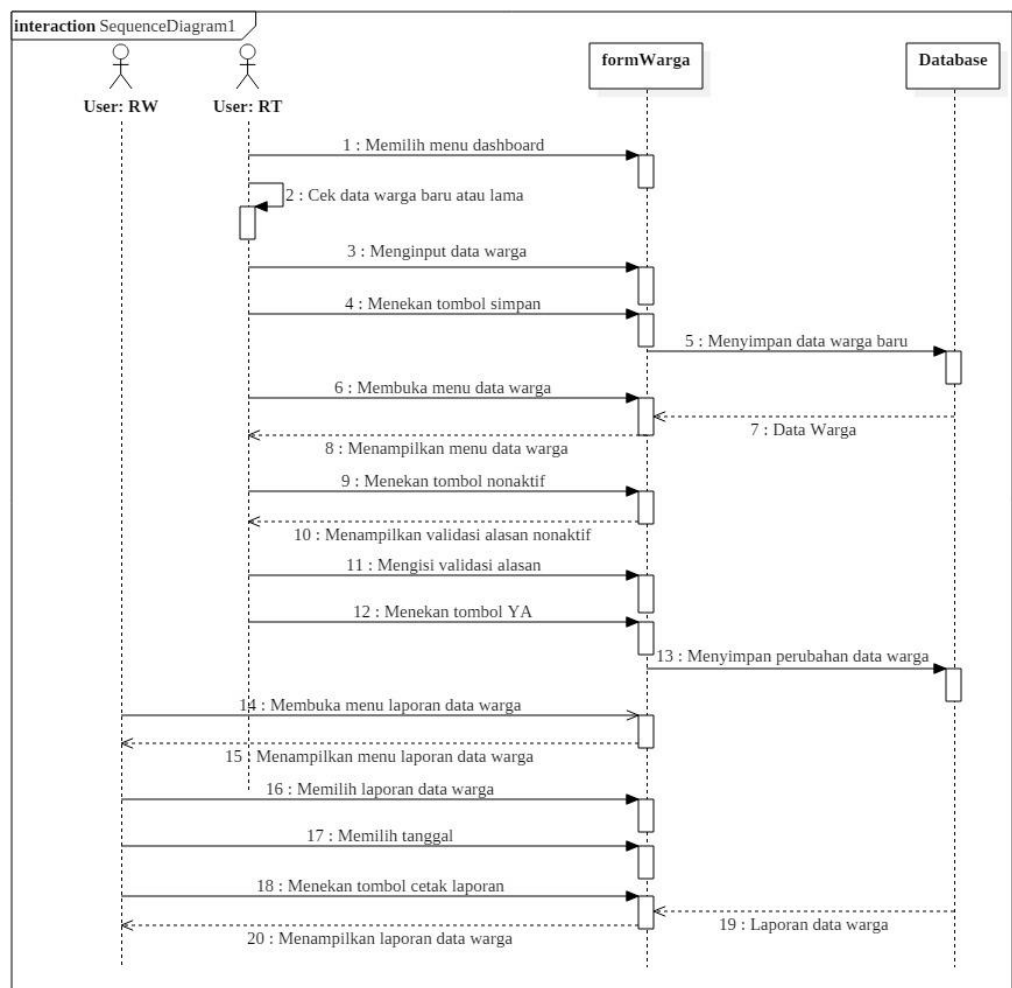 interaction SequenceDiagram1
User: RW
User: RT
formWarga
Database
1 : Memilih menu dashboard
2 : Cek data warga baru atau lama
3 : Menginput data warga
4 : Menekan tombol simpan
5 : Menyimpan data warga baru
6 : Membuka menu data warga
7 : Data Warga
8 : Menampilkan menu data warga
9 : Menekan tombol nonaktif
10 : Menampilkan validasi alasan nonaktif
11 : Mengisi validasi alasan
12 : Menekan tombol YA
13 : Menyimpan perubahan data warga
14 : Membuka menu laporan data warga
15 : Menampilkan menu laporan data warga
16 : Memilih laporan data warga
17 : Memilih tanggal
18 : Menekan tombol cetak laporan
19 : Laporan data warga
20 : Menampilkan laporan data warga